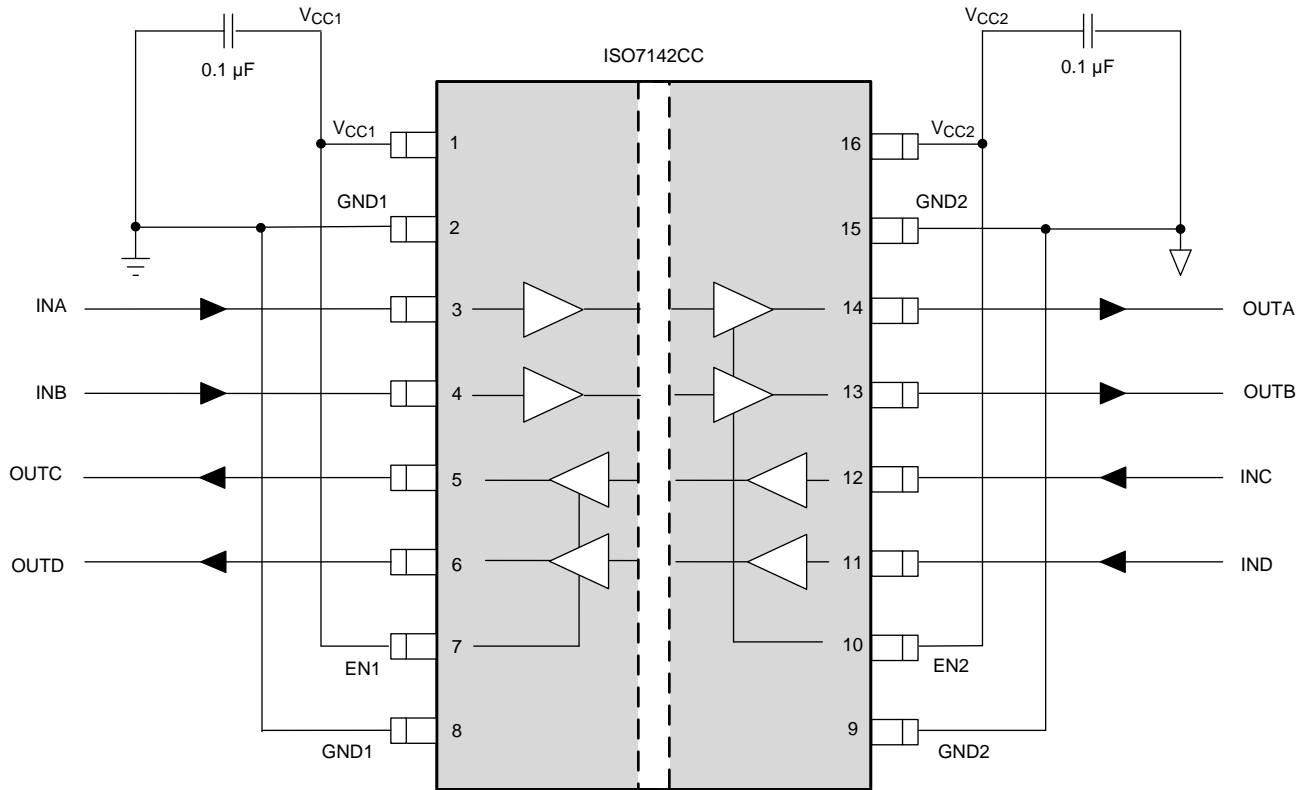 VCC1
VCC2
0.1 µF
0.1 µF
ISO7142CC
VCC1
1
16
VCC2
GND1
2
15
GND2
INA
3
14
OUTA
INB
4
13
OUTB
OUTC
5
12
INC
OUTD
6
11
IND
EN1
7
10
EN2
GND1
8
9
GND2